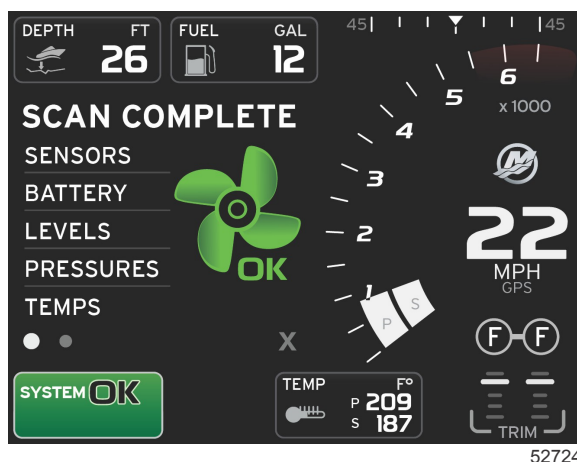 DEPTH FT
26
FUEL GAL
12
45 45
SCAN COMPLETE
SENSORS
BATTERY
LEVELS
PRESSURES
TEMPS
OK
X
6
5
4
3
2
1
P S
x 1000
M
22
MPH
GPS
F F
TRIM
SYSTEM OK
TEMP F°
P 209
S 187
52724